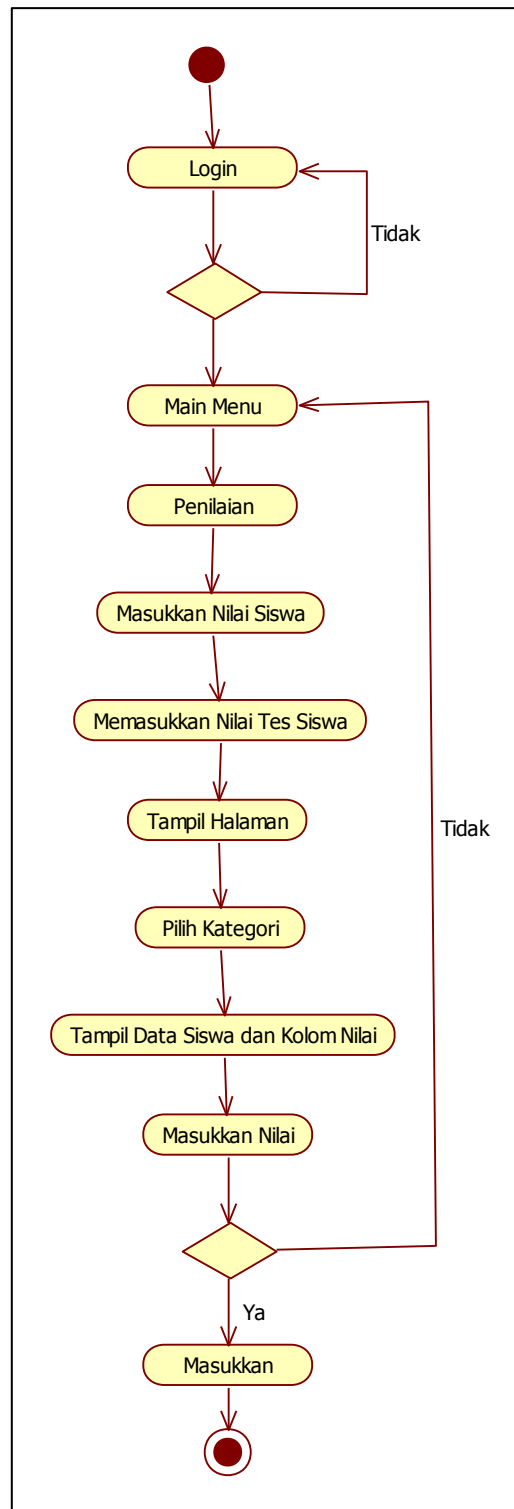 Login
Tidak
Main Menu
Penilaian
Masukkan Nilai Siswa
Memasukkan Nilai Tes Siswa
Tampil Halaman
Tidak
Pilih Kategori
Tampil Data Siswa dan Kolom Nilai
Masukkan Nilai
Ya
Masukkan